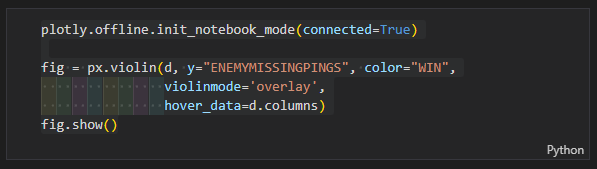 plotly.offline.init_notebook_mode(connected=True)
fig = px.violin(d, y="ENEMYMISSINGPINGS", color="WIN",
violinmode='overlay',
hover_data=d.columns)
fig.show()
Python